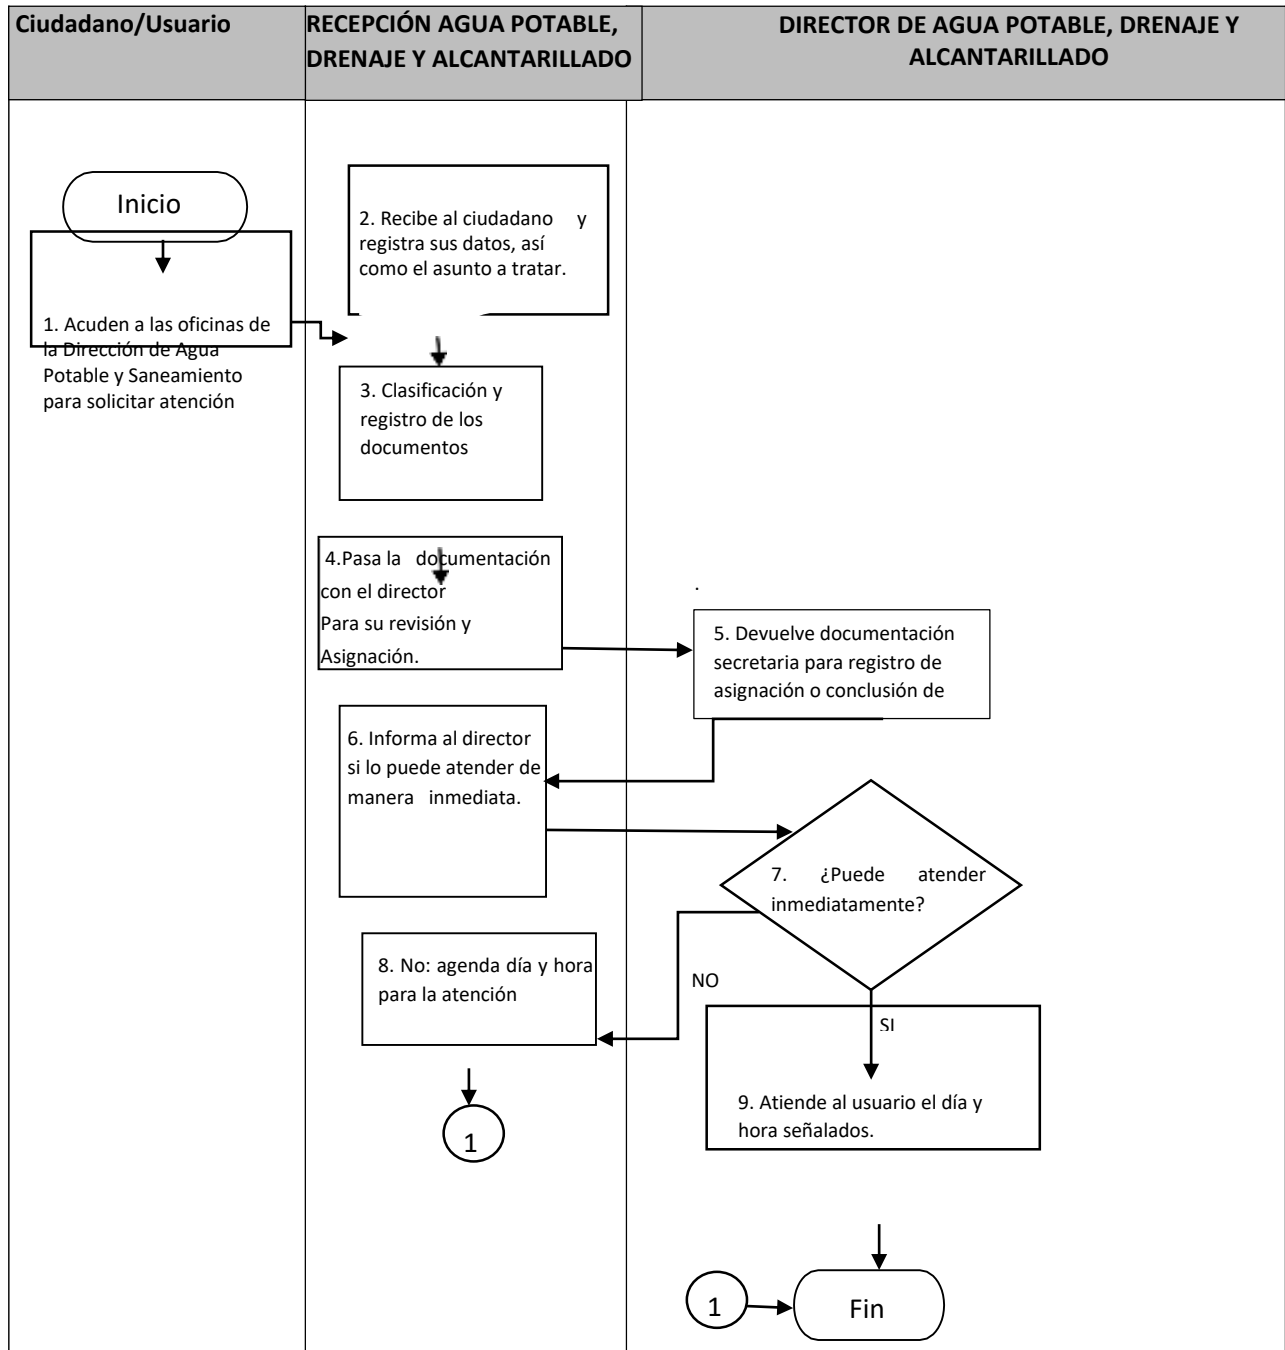 Ciudadano/Usuario
RECEPCIÓN AGUA POTABLE,
DRENAJE Y ALCANTARILLADO
DIRECTOR DE AGUA POTABLE, DRENAJE Y
ALCANTARILLADO
Inicio
1. Acuden a las oficinas de
la Dirección de Agua
Potable y Saneamiento
para solicitar atención
2. Recibe al ciudadano y
registra sus datos, así
como el asunto a tratar.
3. Clasificación y
registro de los
documentos
4.Pasa la documentación
con el director
Para su revisión y
Asignación.
.
5. Devuelve documentación
secretaria para registro de
asignación o conclusión de
6. Informa al director
si lo puede atender de
manera inmediata.
7. ¿Puede atender
inmediatamente?
8. No: agenda día y hora
para la atención
NO
SI
9. Atiende al usuario el día y
hora señalados.
1
1
Fin